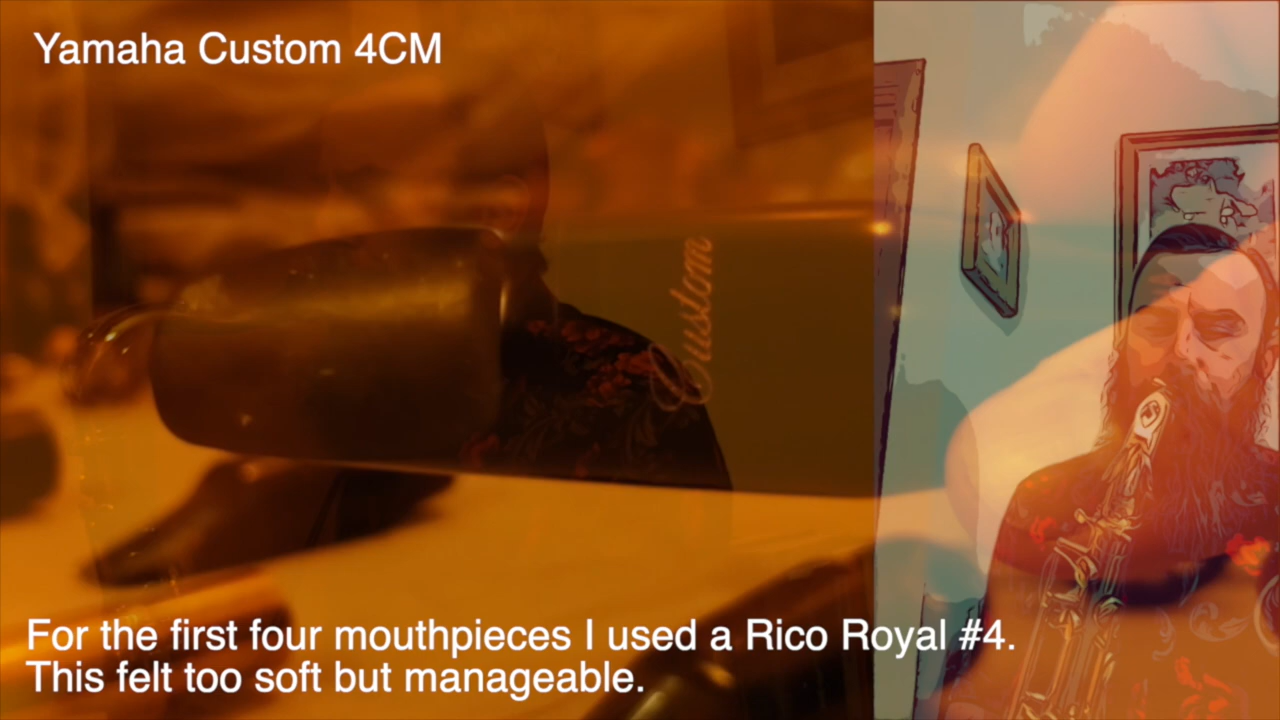 Yamaha Custom 4CM
Custom
For the first four mouthpieces I used a Rico Royal #4.
This felt too soft but manageable.